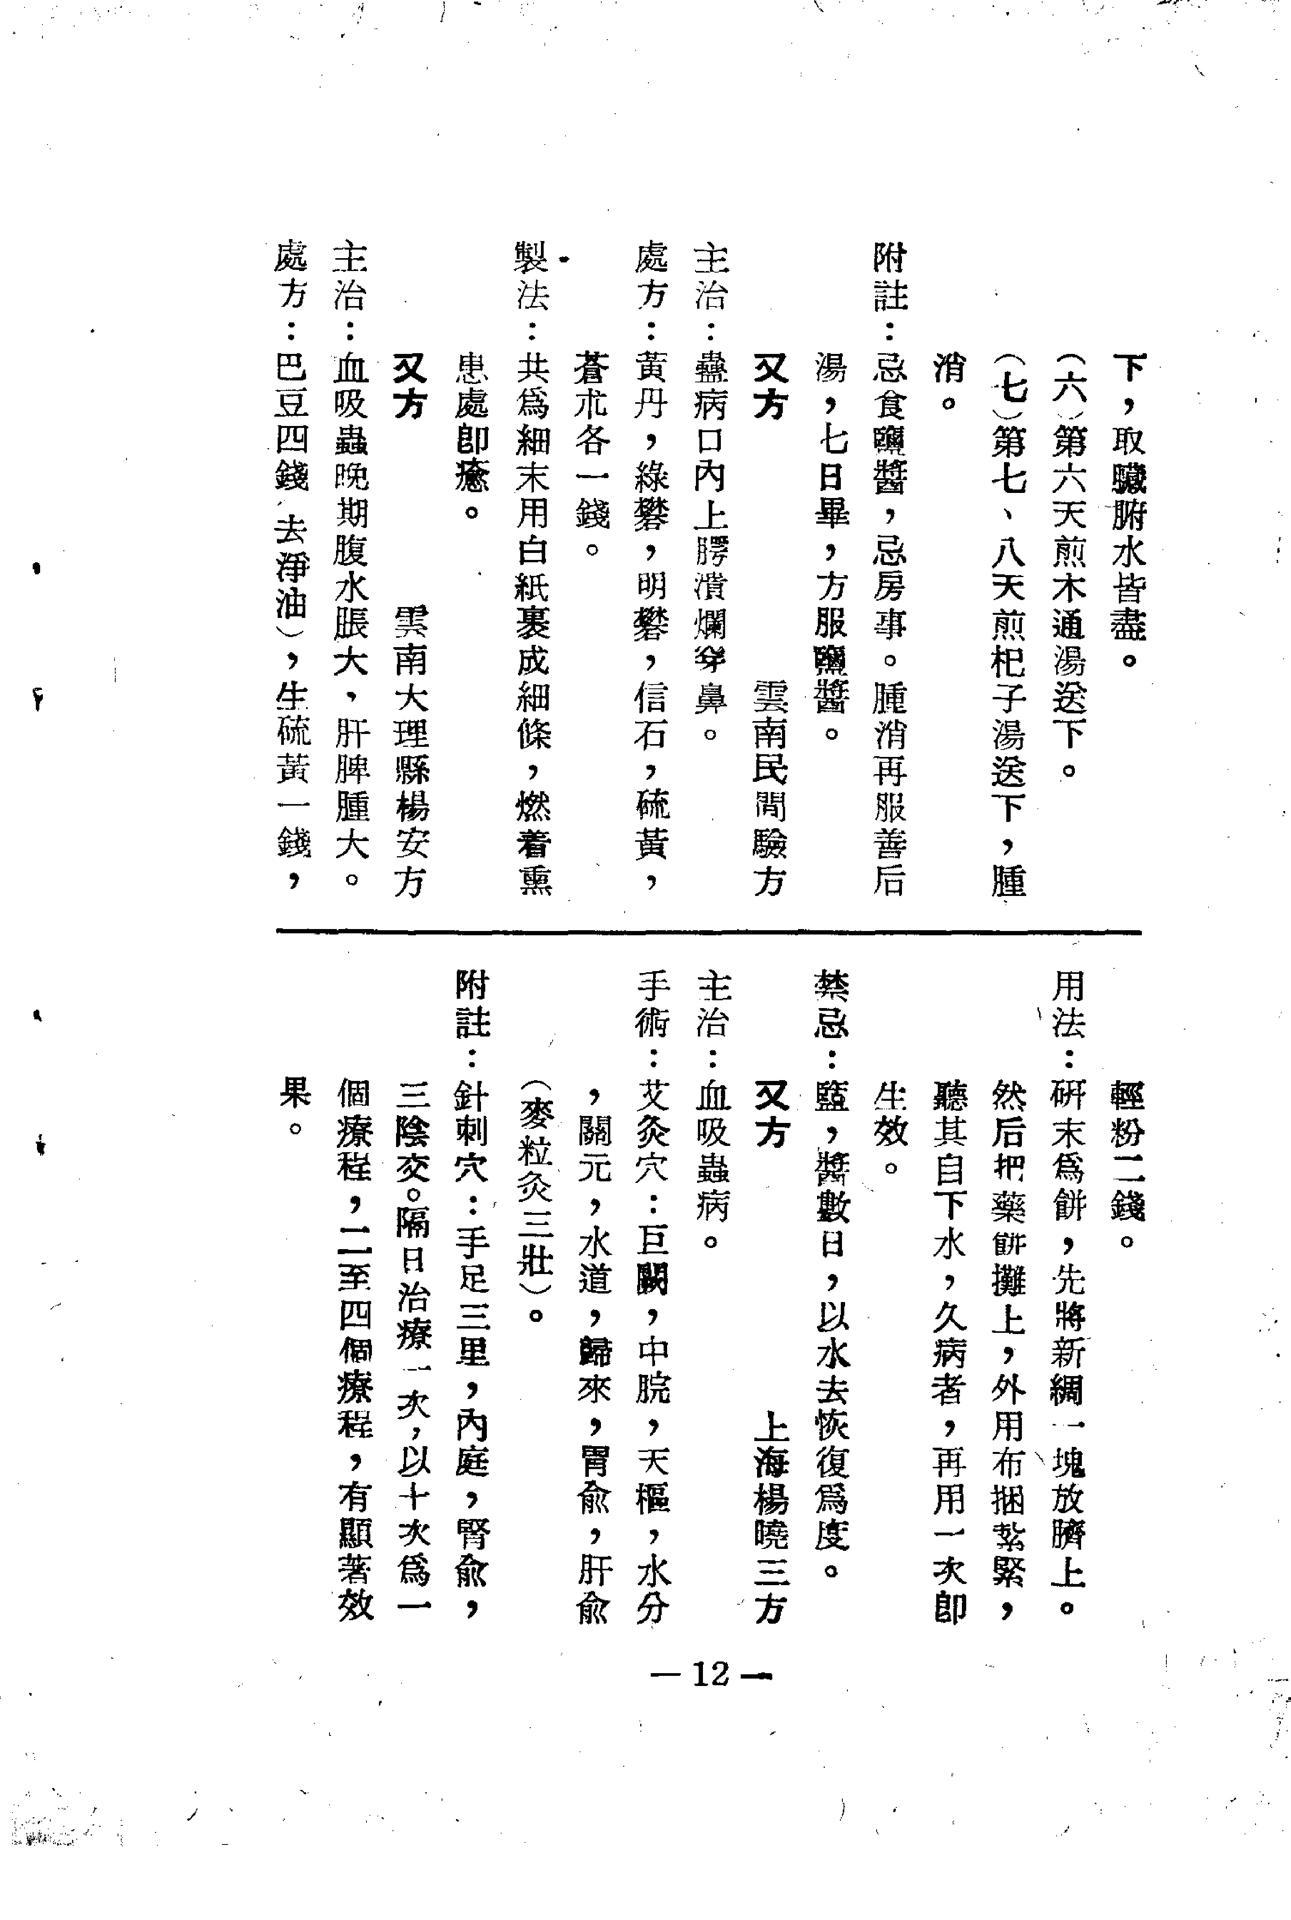 下，取臟腑水皆盡。
（六）第六天煎木通湯送下。
（七）第七、八天煎杞子湯送下，腫
消。
附註：忌食鹽醬，忌房事。腫消再服善后
湯，七日畢，方服鹽醬。
又方　雲南民間驗方
主治：蠱病口內上腭潰爛穿鼻。
處方：黃丹，綠礬，明礬，信石，硫黃，
蒼朮各一錢。
製法：共爲細末用白紙裹成細條，燃着熏
患處卽癒。
又方　雲南大理縣楊安方
主治：血吸蟲晚期腹水脹大，肝脾腫大。
處方：巴豆四錢（去淨油），生硫黃一錢，
輕粉二錢。
用法：硏末爲餅，先將新綢一塊放臍上。
然后把藥餅攤上，外用布捆紮緊，
聽其自下水，久病者，再用一次卽
生效。
禁忌：鹽，醬數日，以水去恢復爲度。
又方　上海楊曉三方
主治：血吸蟲病。
手術：艾灸穴：巨闕，中脘，天樞，水分
，關元，水道，歸來，胃俞，肝俞
（麥粒灸三壯）。
附註：針刺穴：手足三里，內庭，腎俞，
三陰交。隔日治療一次，以十次爲一
個療程，二至四個療程，有顯著效
果。
—12—